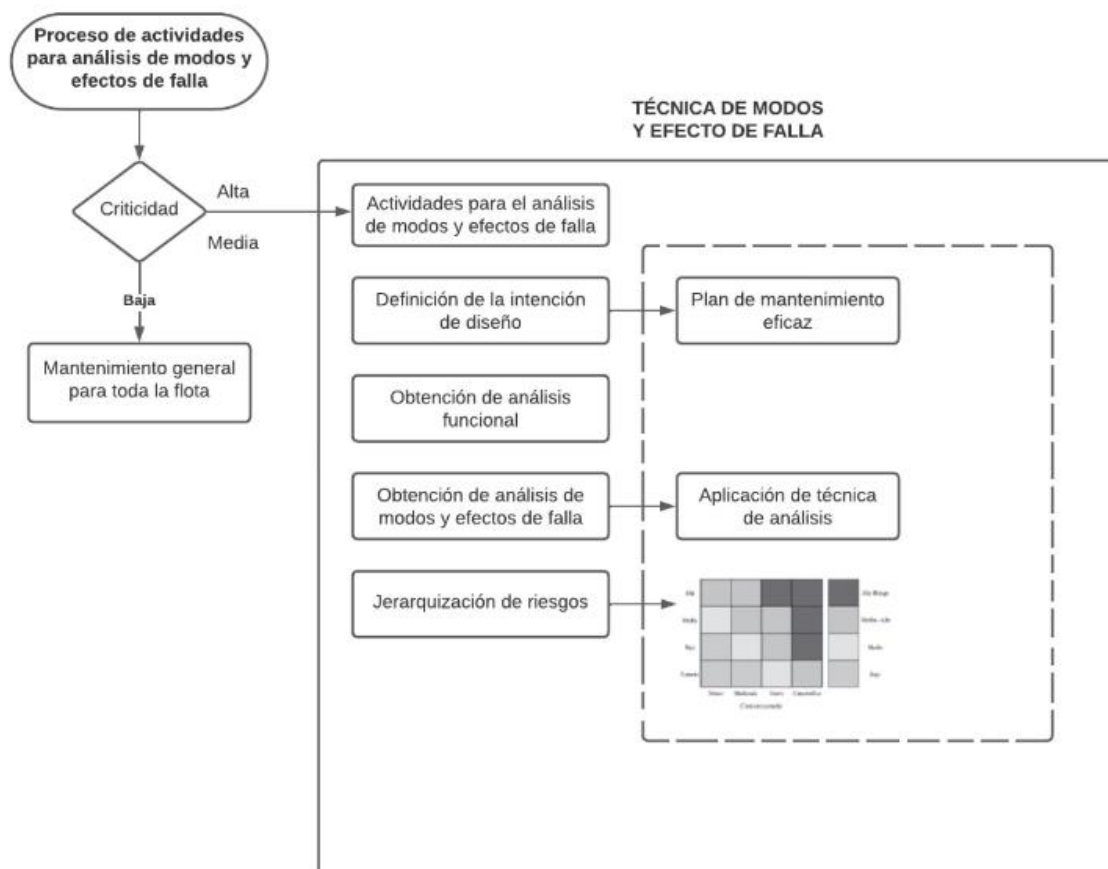 Proceso de actividades
para análisis de modos y
efectos de falla
TÉCNICA DE MODOS
Y EFECTO DE FALLA
Criticidad
Alta
Media
Baja
Mantenimiento general
para toda la flota
Actividades para el análisis
de modos y efectos de falla
Definición de la intención
de diseño
Plan de mantenimiento
eficaz
Obtención de análisis
funcional
Obtención de análisis de
modos y efectos de falla
Aplicación de técnica
de análisis
Jerarquización de riesgos